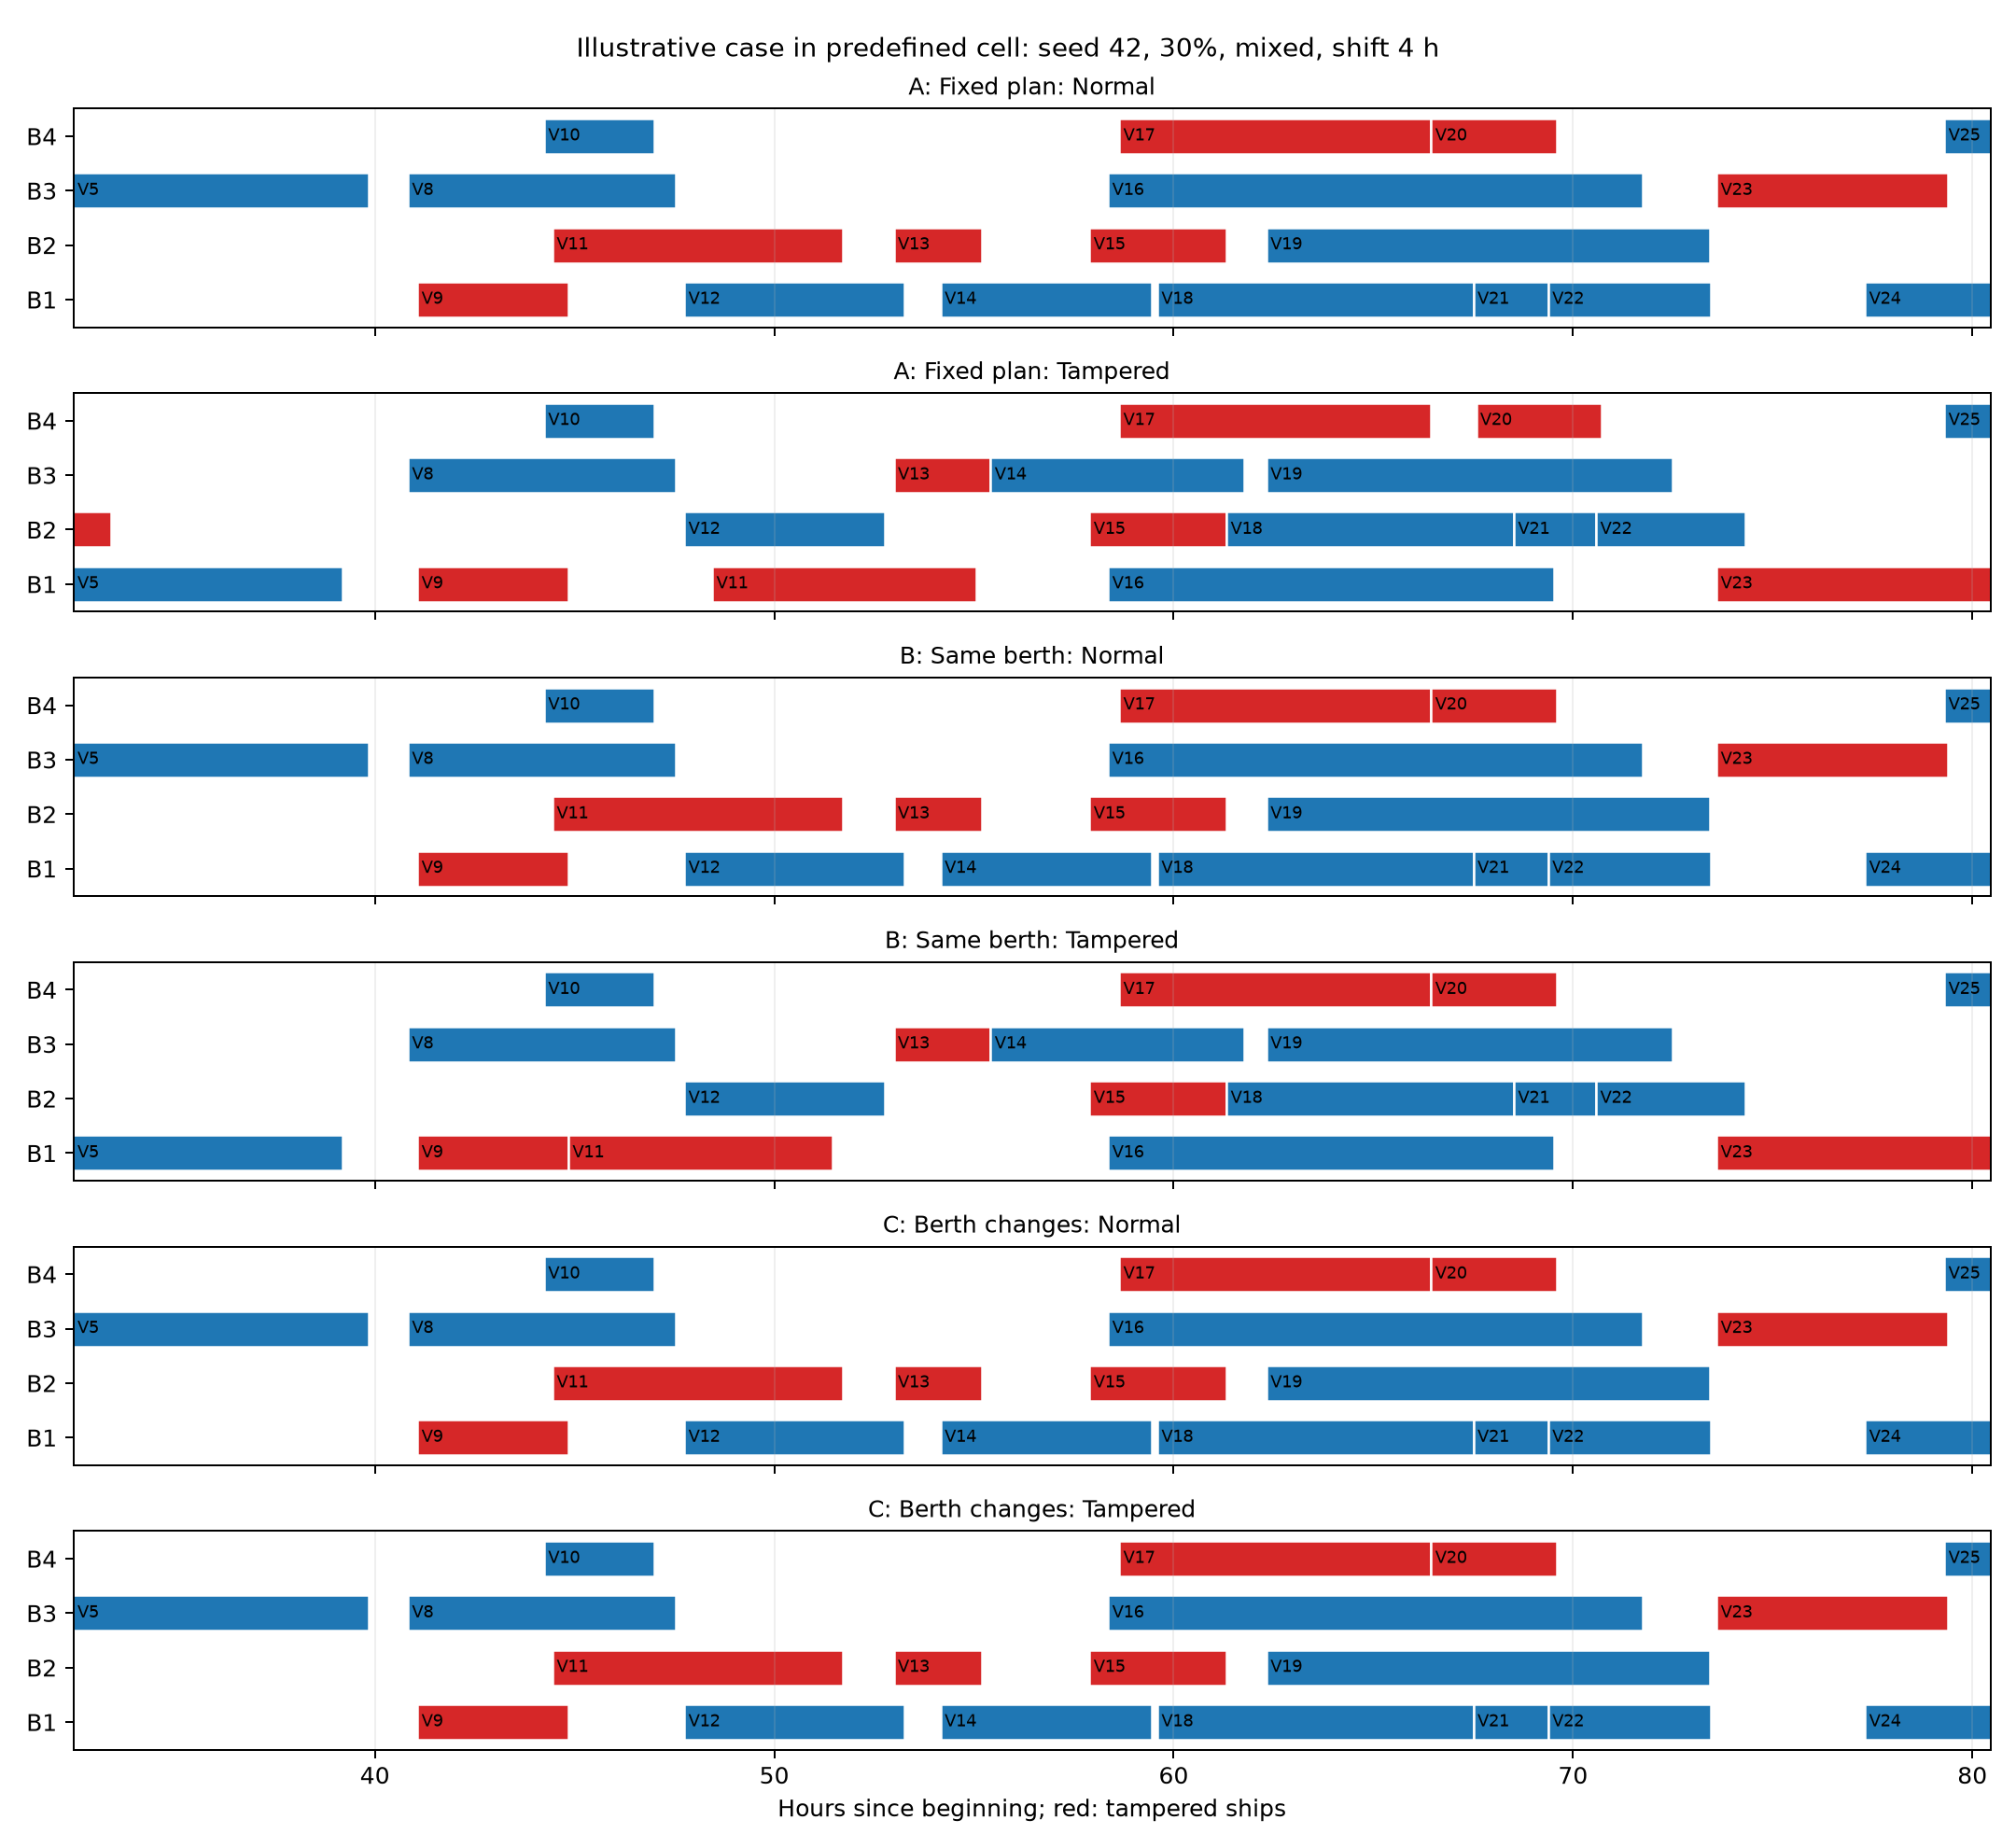 Illustrative case in predefined cell: seed 42, 30%, mixed, shift 4 h
A: Fixed plan: Normal
B4 V10 V17 V20 V25
B3 V5 V8 V16 V23
B2 V11 V13 V15 V19
B1 V9 V12 V14 V18 V21 V22 V24
A: Fixed plan: Tampered
B4 V10 V17 V20 V25
B3 V8 V13 V14 V19
B2 V12 V15 V18 V21 V22
B1 V5 V9 V11 V16 V23
B: Same berth: Normal
B4 V10 V17 V20 V25
B3 V5 V8 V16 V23
B2 V11 V13 V15 V19
B1 V9 V12 V14 V18 V21 V22 V24
B: Same berth: Tampered
B4 V10 V17 V20 V25
B3 V8 V13 V14 V19
B2 V12 V15 V18 V21 V22
B1 V5 V9 V11 V16 V23
C: Berth changes: Normal
B4 V10 V17 V20 V25
B3 V5 V8 V16 V23
B2 V11 V13 V15 V19
B1 V9 V12 V14 V18 V21 V22 V24
C: Berth changes: Tampered
B4 V10 V17 V20 V25
B3 V5 V8 V16 V23
B2 V11 V13 V15 V19
B1 V9 V12 V14 V18 V21 V22 V24
40 50 60 70 80
Hours since beginning; red: tampered ships